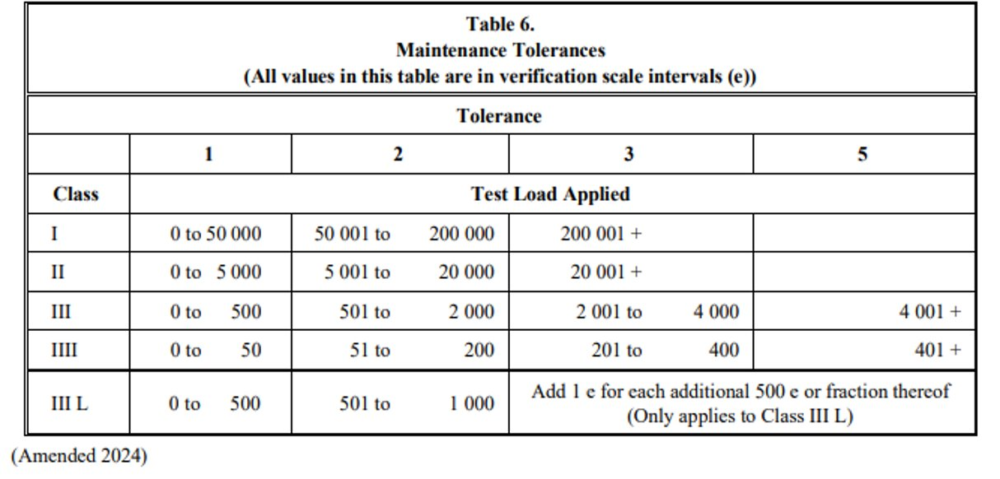 Table 6.
Maintenance Tolerances
(All values in this table are in verification scale intervals (e))
Tolerance
1 2 3 5
Class Test Load Applied
I 0 to 50 000 50 001 to 200 000 200 001 +
II 0 to 5 000 5 001 to 20 000 20 001 +
III 0 to 500 501 to 2 000 2 001 to 4 000 4 001 +
IIII 0 to 50 51 to 200 201 to 400 401 +
III L 0 to 500 501 to 1 000 Add 1 e for each additional 500 e or fraction thereof
(Only applies to Class III L)
(Amended 2024)